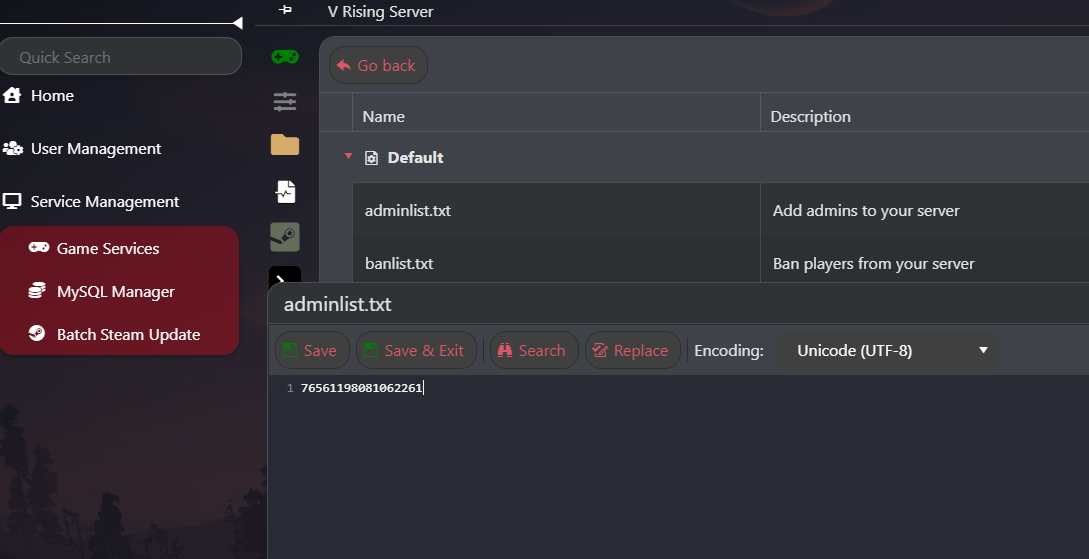 V Rising Server
Quick Search
Home
User Management
Service Management
Game Services
MySQL Manager
Batch Steam Update
Go back
Name Description
Default
adminlist.txt Add admins to your server
banlist.txt Ban players from your server
adminlist.txt
Save Save & Exit Search Replace Encoding: Unicode (UTF-8)
1 76561198081062261